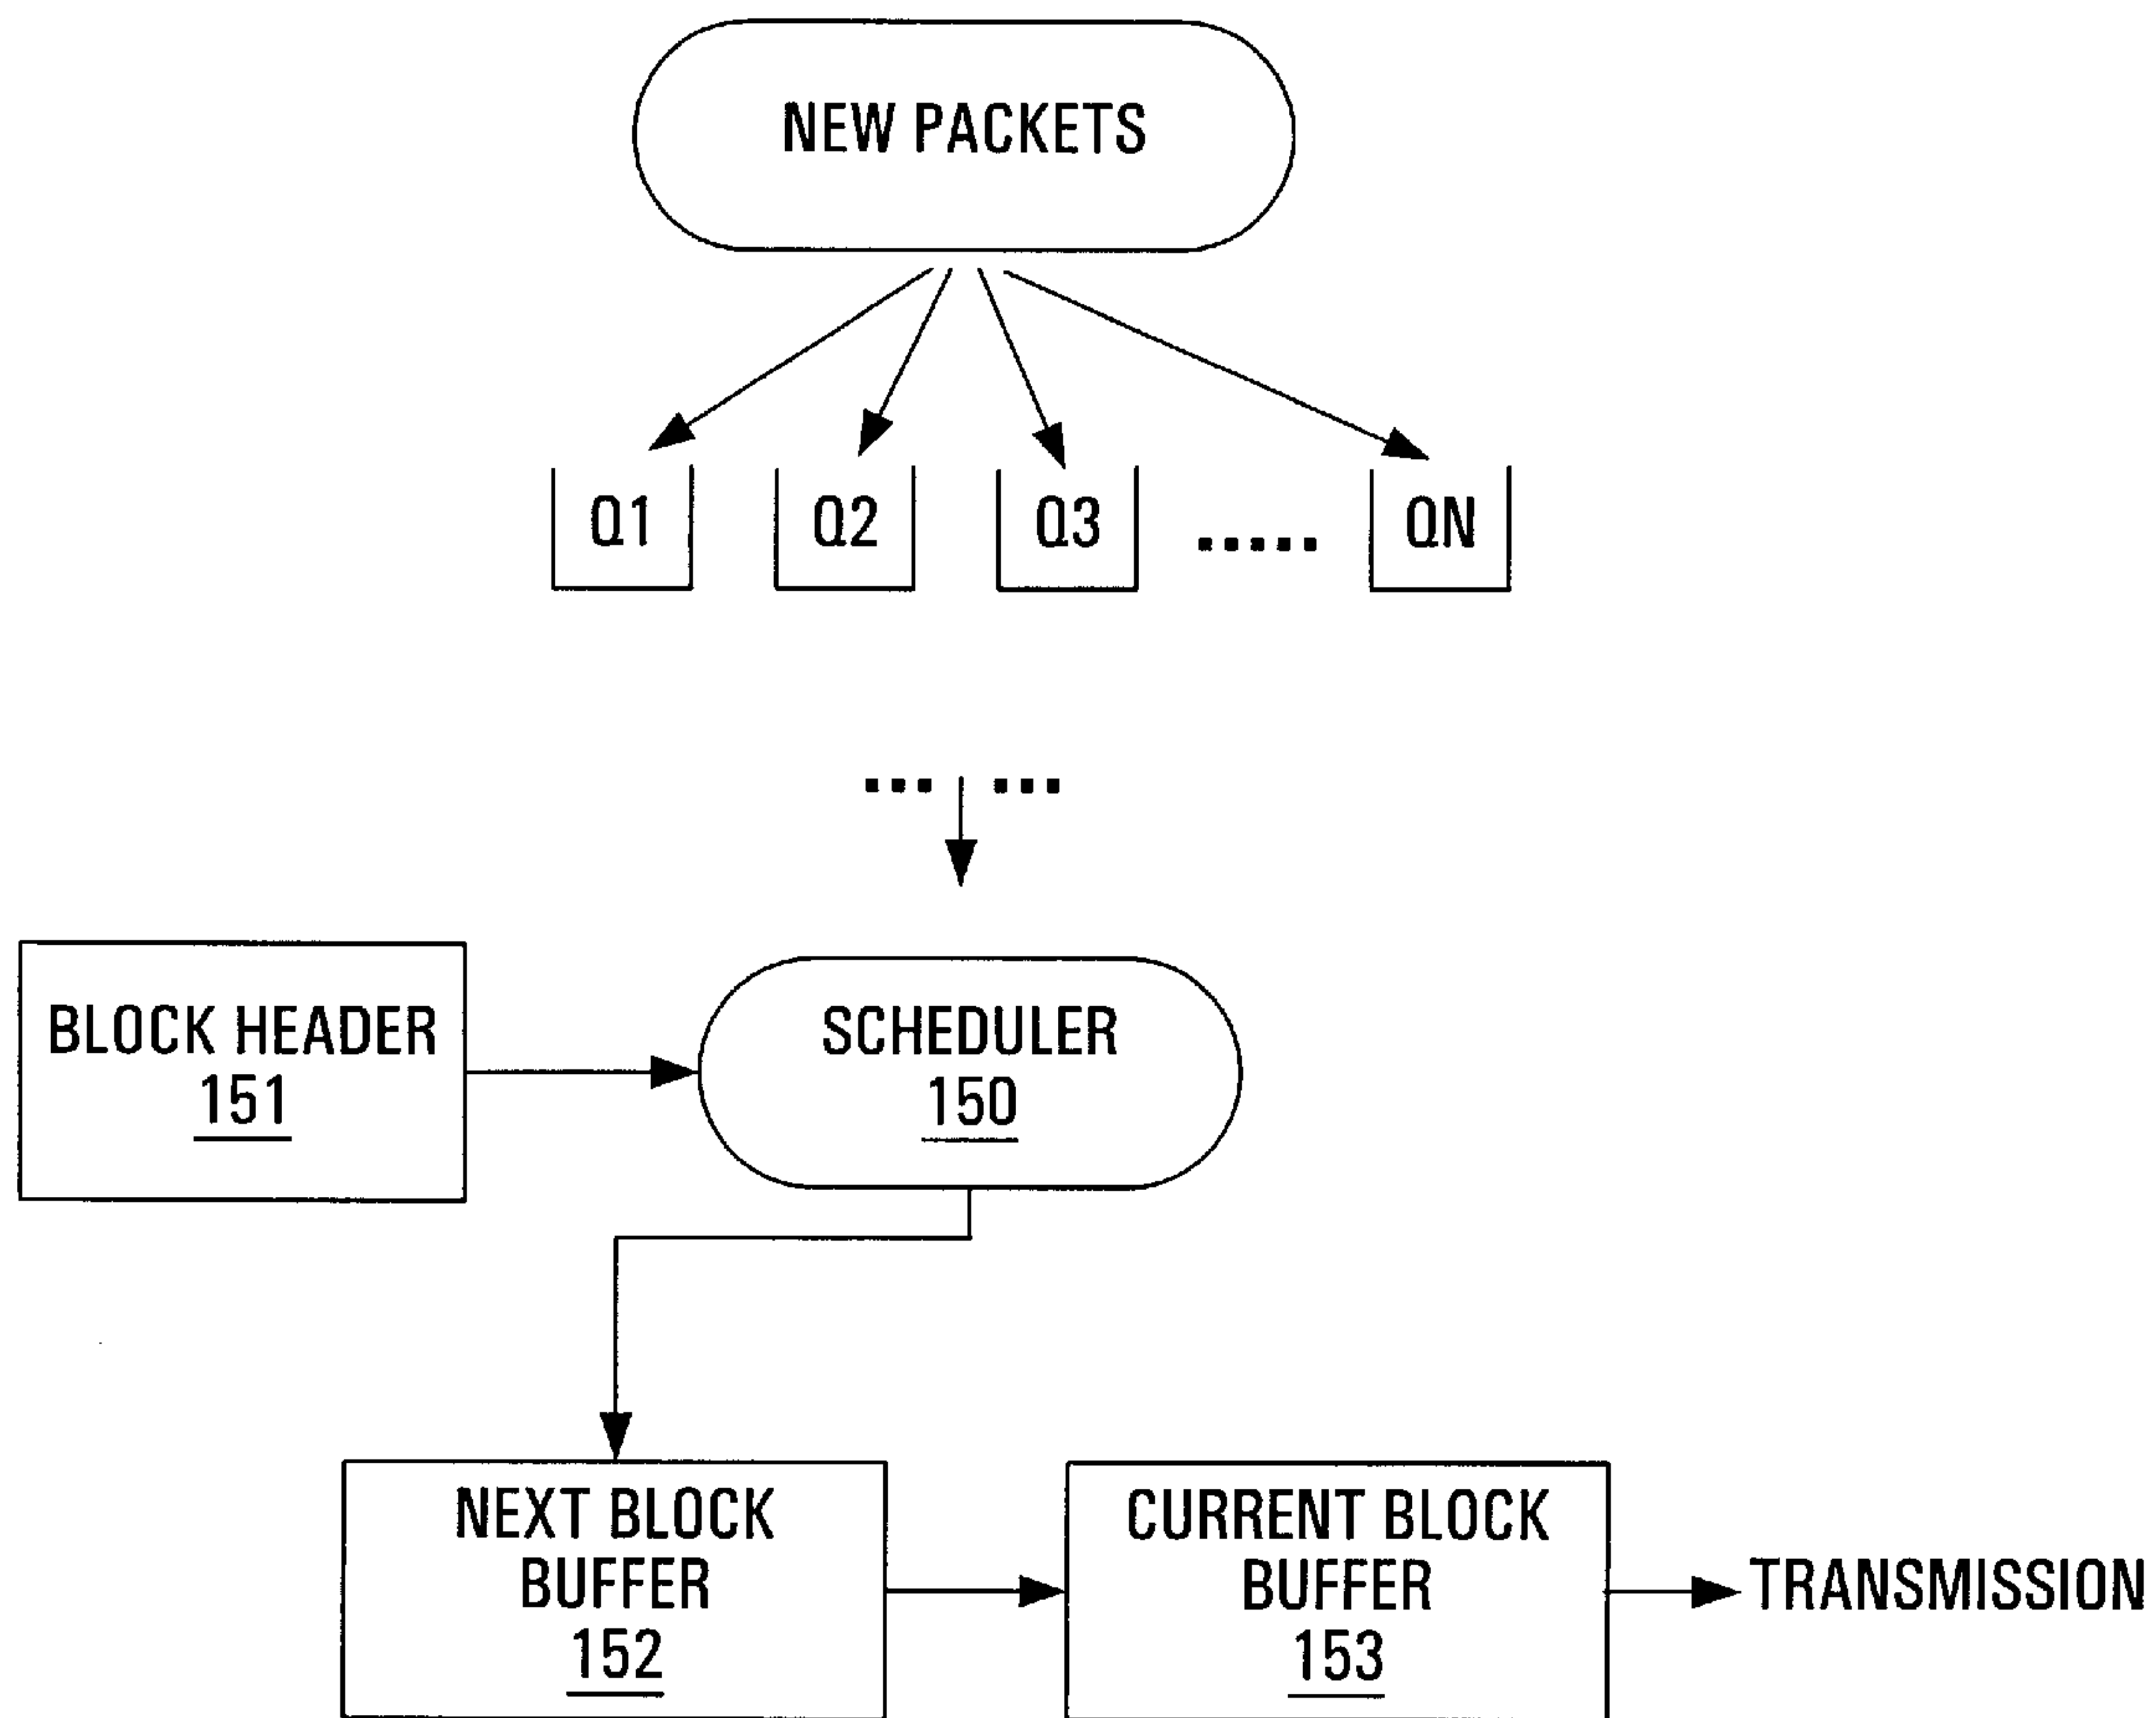 NEW PACKETS
Q1
Q2
Q3
.....
QN
... ...
BLOCK HEADER
151
SCHEDULER
150
NEXT BLOCK
BUFFER
152
CURRENT BLOCK
BUFFER
153
TRANSMISSION